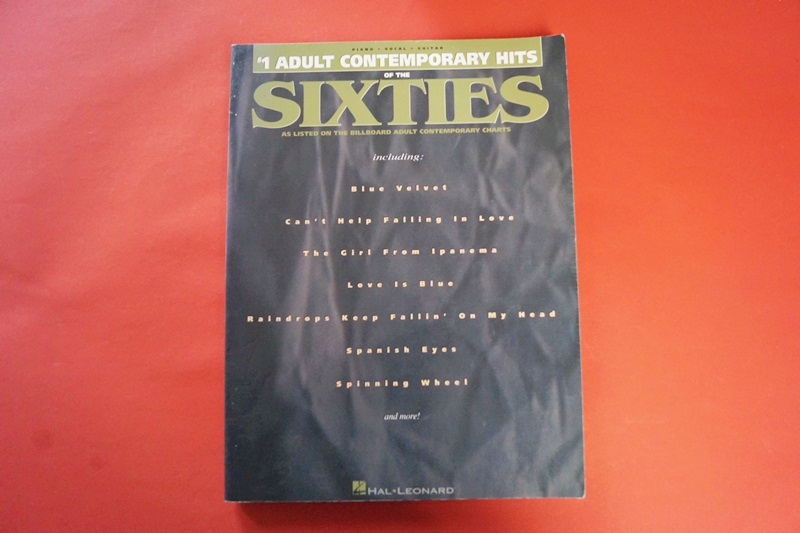 PIANO • VOCAL • GUITAR
#1 ADULT CONTEMPORARY HITS
OF THE
SIXTIES
AS LISTED ON THE BILLBOARD ADULT CONTEMPORARY CHARTS
including:
Blue Velvet
Can't Help Falling In Love
The Girl From Ipanema
Love Is Blue
Raindrops Keep Fallin' On My Head
Spanish Eyes
Spinning Wheel
and more!
HAL•LEONARD